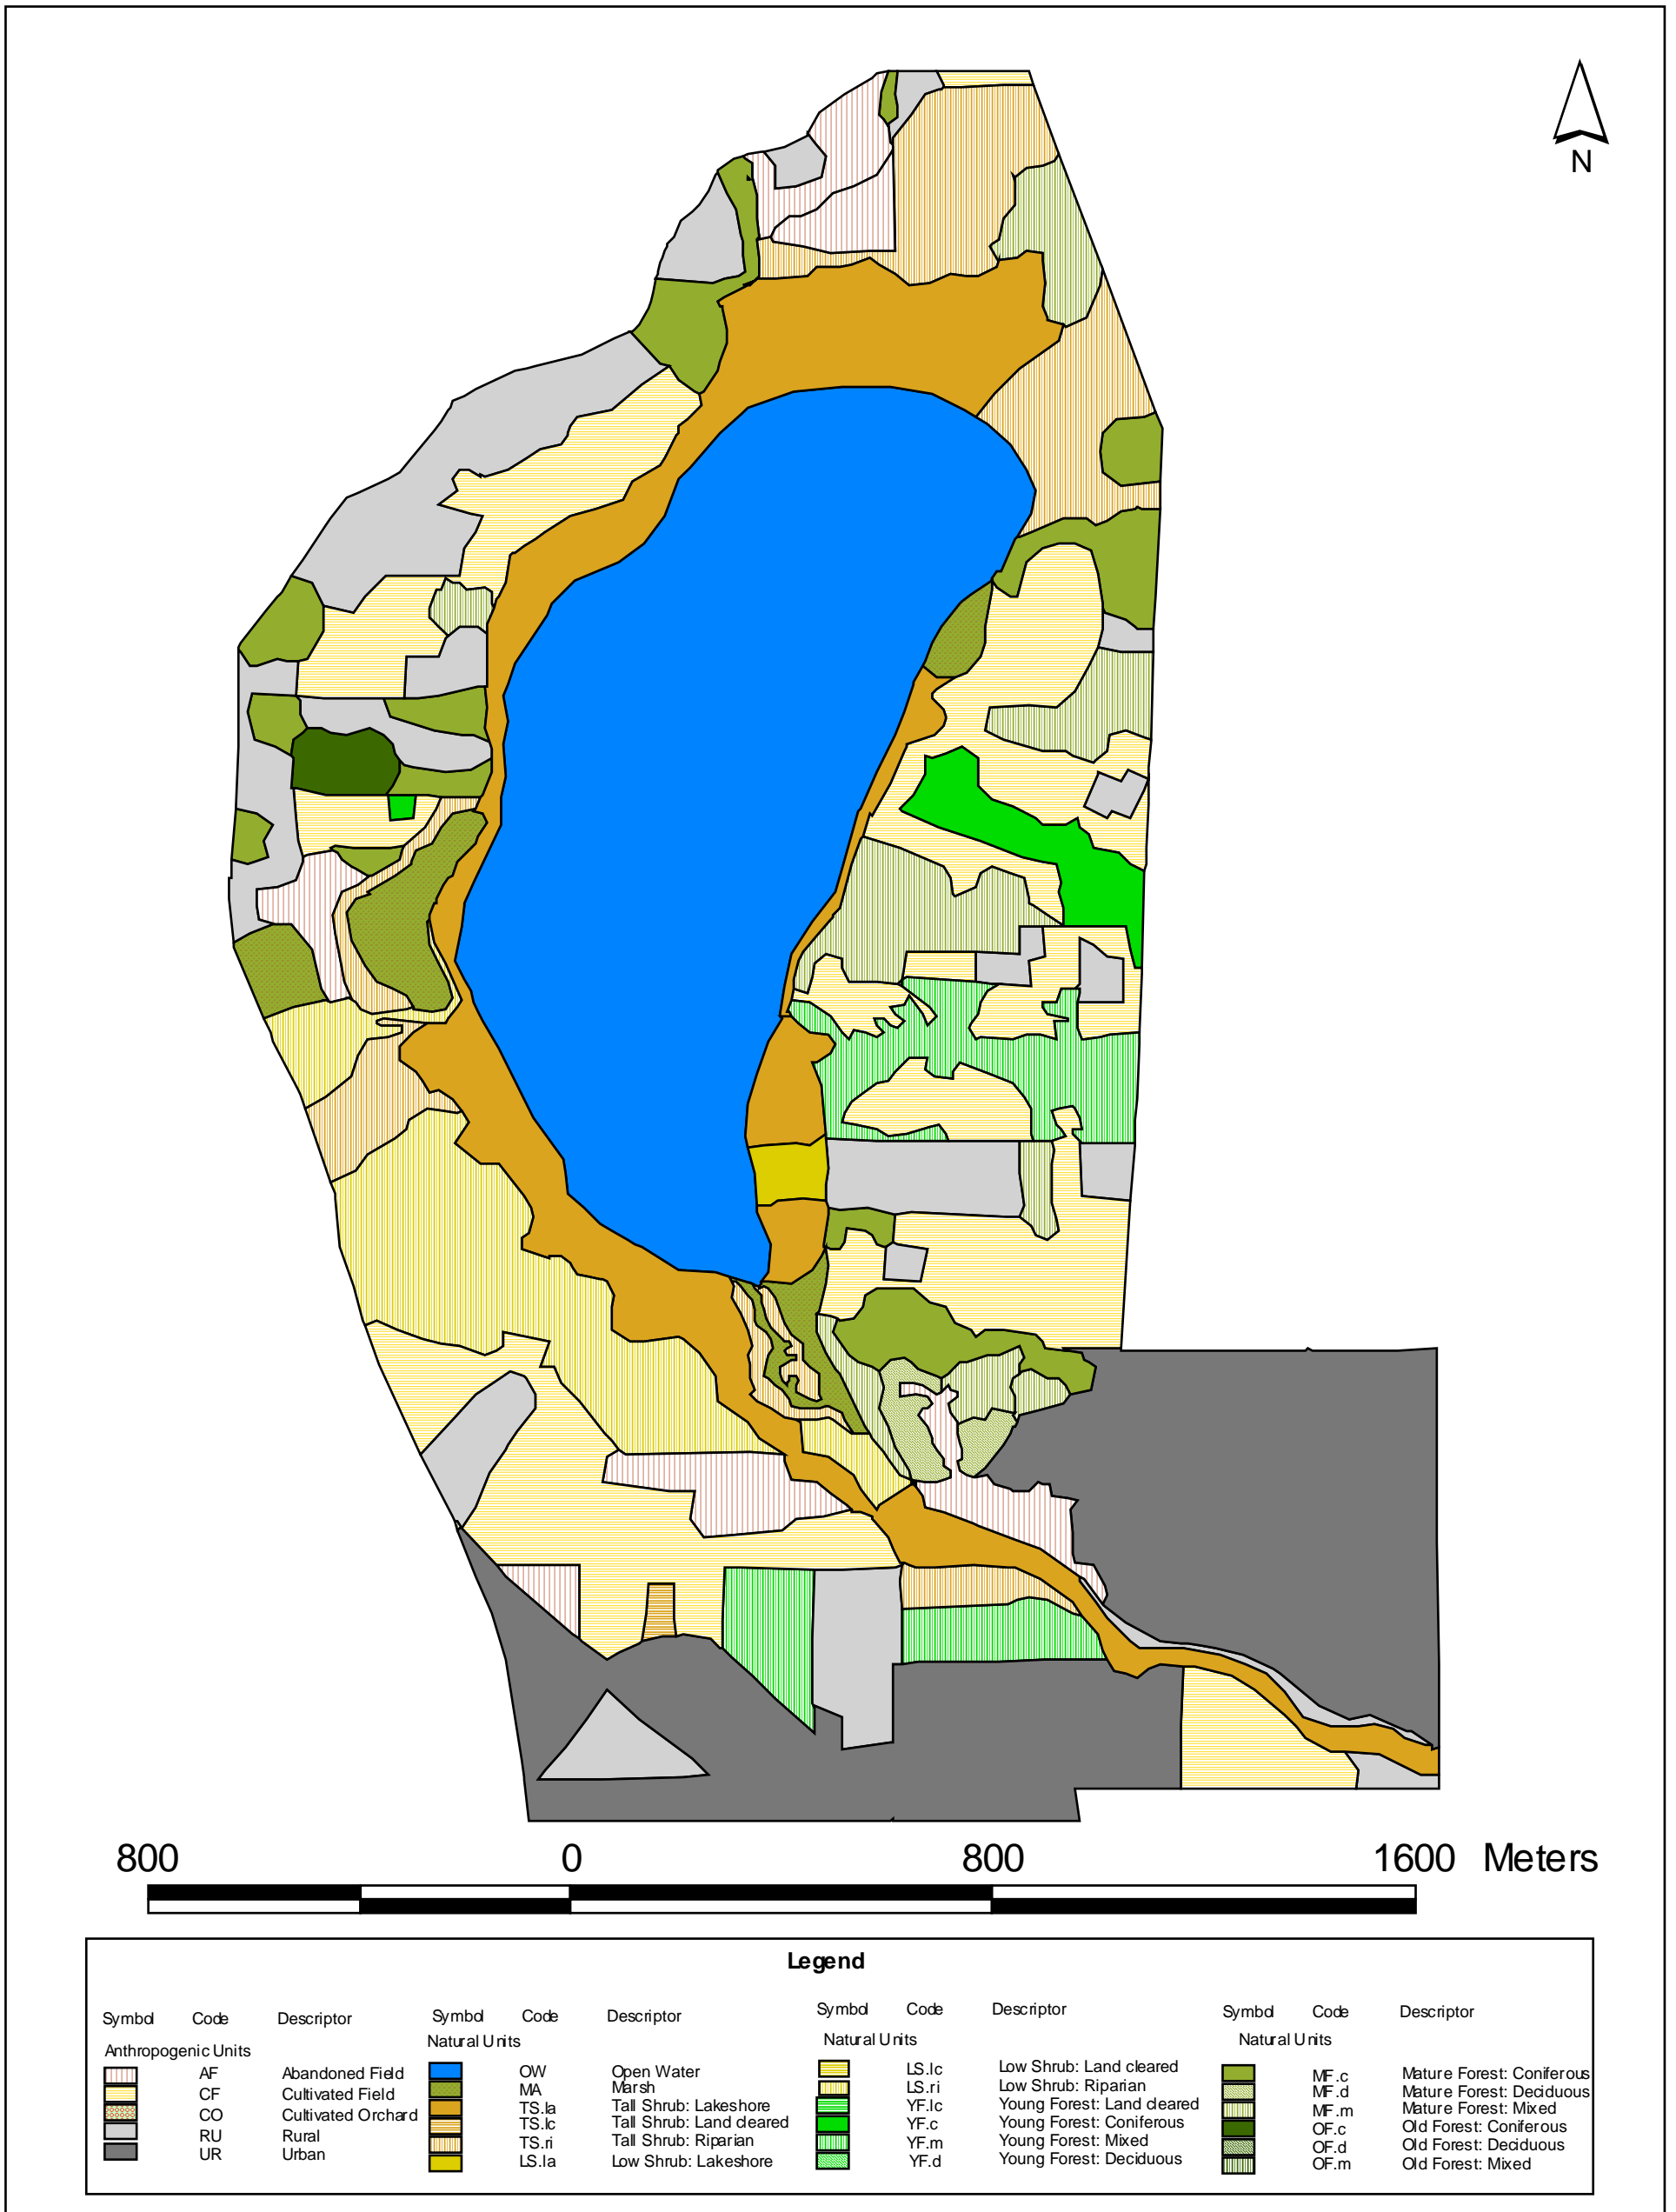 N
800 0 800 1600 Meters
Legend
Symbol Code Descriptor Symbol Code Descriptor Symbol Code Descriptor Symbol Code Descriptor
Anthropogenic Units
AF Abandoned Field
CF Cultivated Field
CO Cultivated Orchard
RU Rural
UR Urban
Natural Units
OW Open Water
MA Marsh
TS.la Tall Shrub: Lakeshore
TS.lc Tall Shrub: Land cleared
TS.ri Tall Shrub: Riparian
LS.la Low Shrub: Lakeshore
Natural Units
LS.lc Low Shrub: Land cleared
LS.ri Low Shrub: Riparian
YF.lc Young Forest: Land cleared
YF.c Young Forest: Coniferous
YF.m Young Forest: Mixed
YF.d Young Forest: Deciduous
Natural Units
MF.c Mature Forest: Coniferous
MF.d Mature Forest: Deciduous
MF.m Mature Forest: Mixed
OF.c Old Forest: Coniferous
OF.d Old Forest: Deciduous
OF.m Old Forest: Mixed